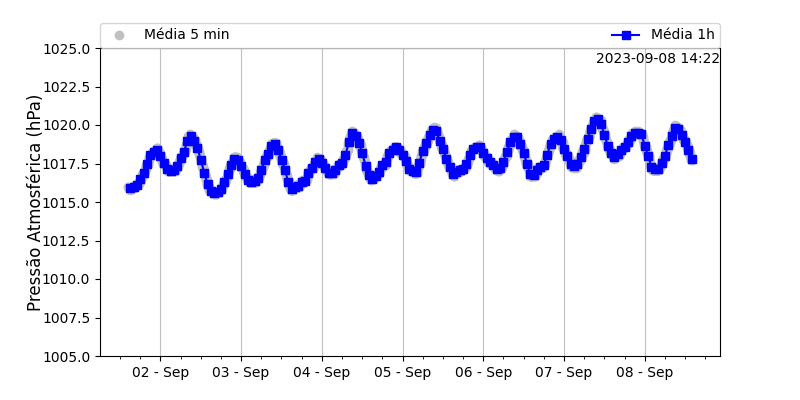 Média 5 min
Média 1h
2023-09-08 14:22
Pressão Atmosférica (hPa)
1025.0
1022.5
1020.0
1017.5
1015.0
1012.5
1010.0
1007.5
1005.0
02 - Sep
03 - Sep
04 - Sep
05 - Sep
06 - Sep
07 - Sep
08 - Sep